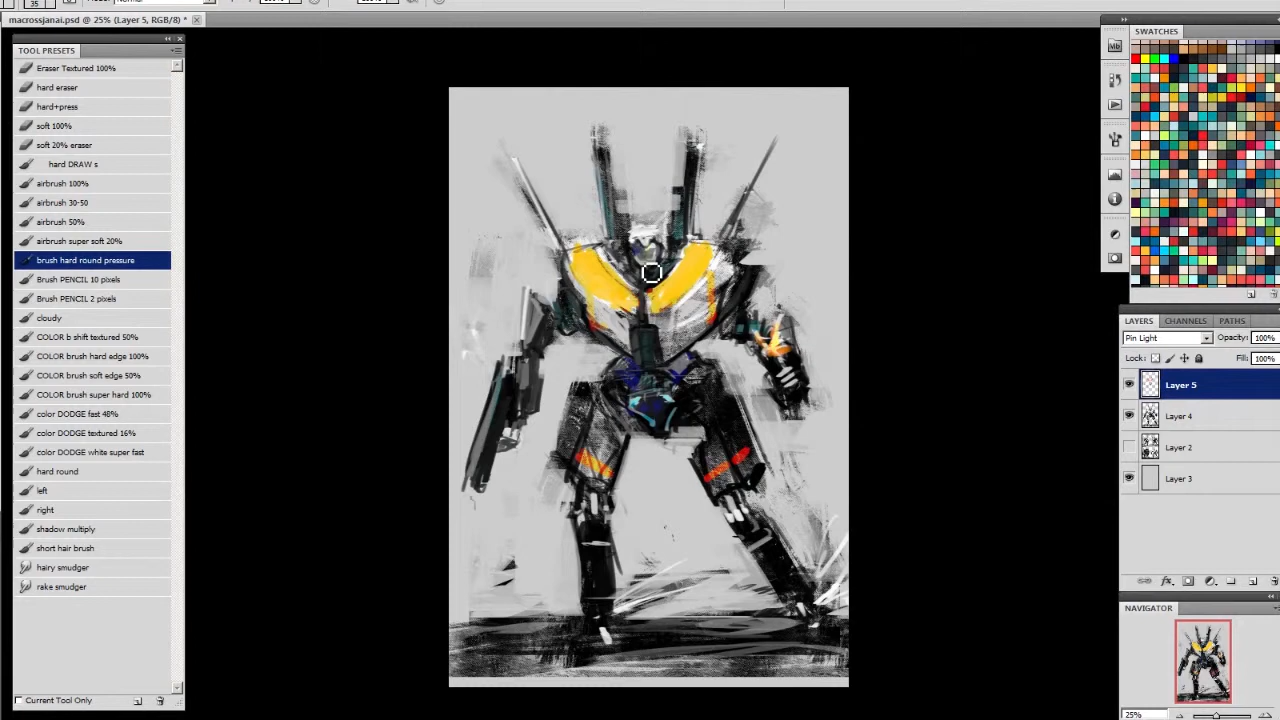 35
macrossjanai.psd @ 25% (Layer 5, RGB/8) *
TOOL PRESETS
Eraser Textured 100%
hard eraser
hard+press
soft 100%
soft 20% eraser
hard DRAW s
airbrush 100%
airbrush 30-50
airbrush 50%
airbrush super soft 20%
brush hard round pressure
Brush PENCIL 10 pixels
Brush PENCIL 2 pixels
cloudy
COLOR b shift textured 50%
COLOR brush hard edge 100%
COLOR brush soft edge 50%
COLOR brush super hard 100%
color DODGE fast 48%
color DODGE textured 16%
color DODGE white super fast
hard round
left
right
shadow multiply
short hair brush
hairy smudger
rake smudger
Current Tool Only
Mb
SWATCHES
LAYERS CHANNELS PATHS
Pin Light Opacity: 100%
Lock: Fill: 100%
Layer 5
Layer 4
Layer 2
Layer 3
NAVIGATOR
25%